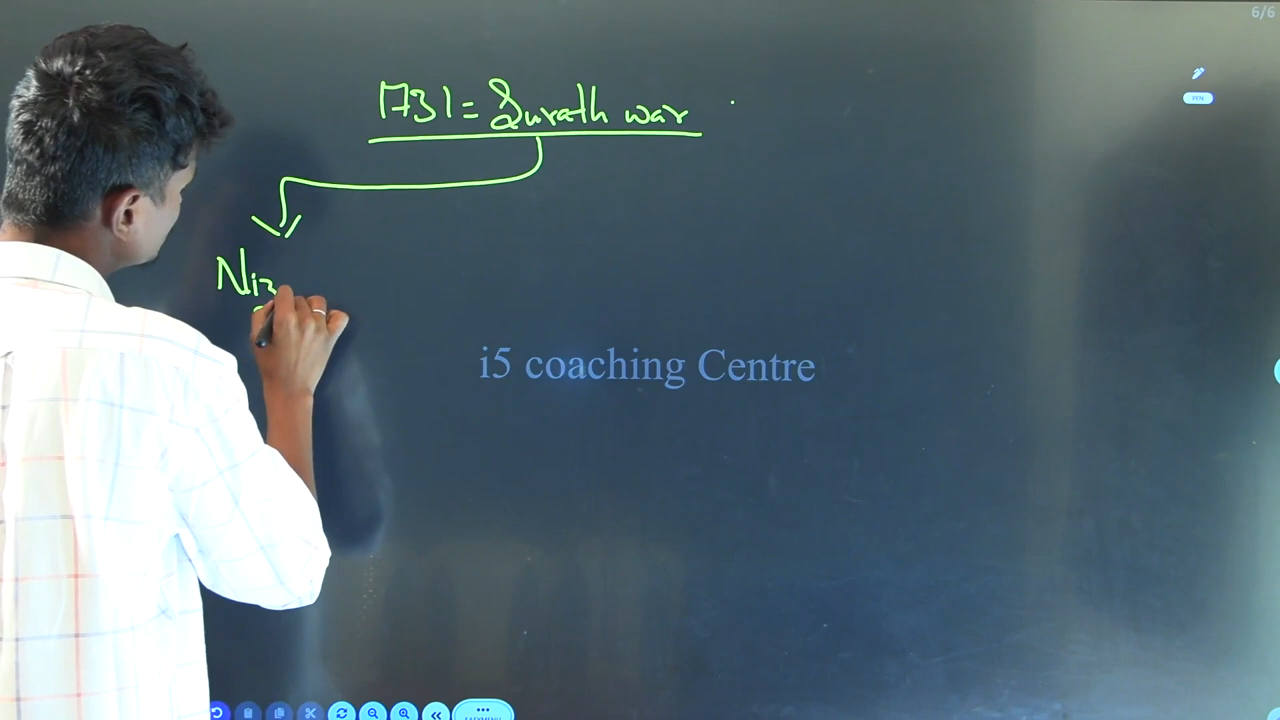 6/6
PEN
1731 = Surath war .
Niz
i5 coaching Centre